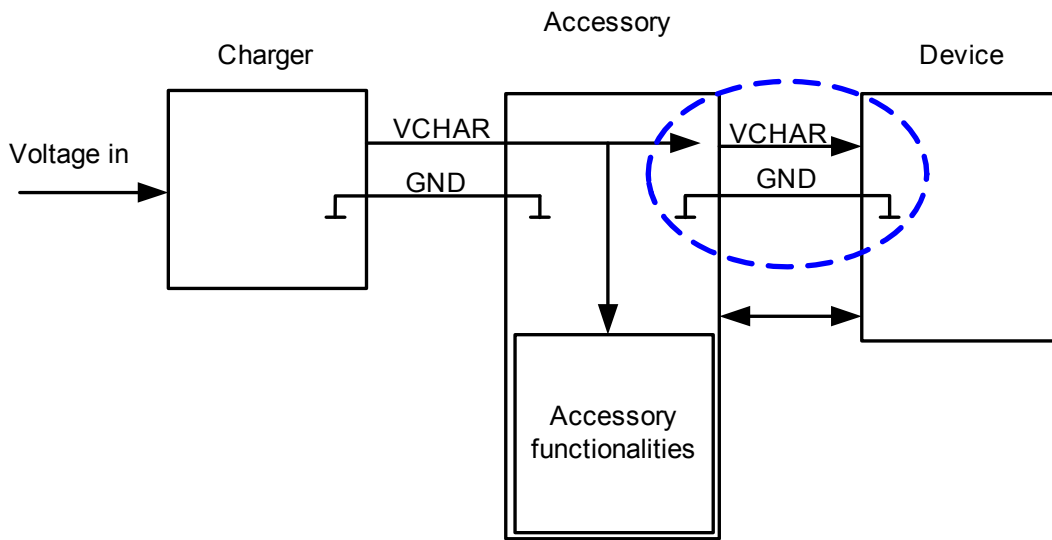 Accessory
Charger
Device
VCHAR
VCHAR
Voltage in
GND
GND
Accessory
functionalities